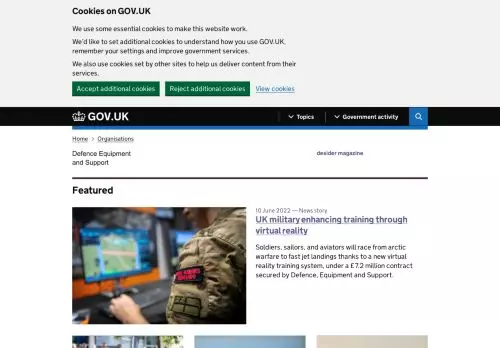 Cookies on GOV.UK
We use some essential cookies to make this website work.
We'd like to set additional cookies to understand how you use GOV.UK,
remember your settings and improve government services.
We also use cookies set by other sites to help us deliver content from their
services.
Accept additional cookies
Reject additional cookies
View cookies
GOV.UK
Topics
Government activity
Home > Organisations
Defence Equipment
and Support
desider magazine
Featured
10 June 2022 — News story
UK military enhancing training through
virtual reality
Soldiers, sailors, and aviators will race from arctic
warfare to fast jet landings thanks to a new virtual
reality training system, under a £7.2 million contract
secured by Defence, Equipment and Support.